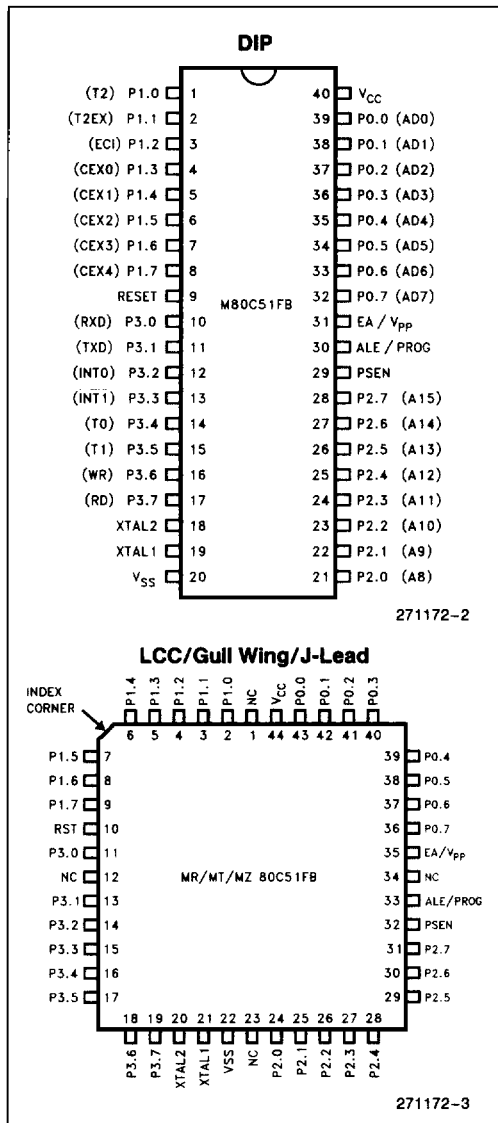 DIP
(T2) P1.0 1 40 VCC
(T2EX) P1.1 2 39 P0.0 (AD0)
(ECI) P1.2 3 38 P0.1 (AD1)
(CEX0) P1.3 4 37 P0.2 (AD2)
(CEX1) P1.4 5 36 P0.3 (AD3)
(CEX2) P1.5 6 35 P0.4 (AD4)
(CEX3) P1.6 7 34 P0.5 (AD5)
(CEX4) P1.7 8 33 P0.6 (AD6)
RESET 9 M80C51FB 32 P0.7 (AD7)
(RXD) P3.0 10 31 EA / VPP
(TXD) P3.1 11 30 ALE / PROG
(INT0) P3.2 12 29 PSEN
(INT1) P3.3 13 28 P2.7 (A15)
(T0) P3.4 14 27 P2.6 (A14)
(T1) P3.5 15 26 P2.5 (A13)
(WR) P3.6 16 25 P2.4 (A12)
(RD) P3.7 17 24 P2.3 (A11)
XTAL2 18 23 P2.2 (A10)
XTAL1 19 22 P2.1 (A9)
VSS 20 21 P2.0 (A8)
271172-2
LCC/Gull Wing/J-Lead
INDEX
CORNER
P1.4 P1.3 P1.2 P1.1 P1.0 NC VCC P0.0 P0.1 P0.2 P0.3
6 5 4 3 2 1 44 43 42 41 40
P1.5 7 39 P0.4
P1.6 8 38 P0.5
P1.7 9 37 P0.6
RST 10 36 P0.7
P3.0 11 35 EA/VPP
NC 12 MR/MT/MZ 80C51FB 34 NC
P3.1 13 33 ALE/PROG
P3.2 14 32 PSEN
P3.3 15 31 P2.7
P3.4 16 30 P2.6
P3.5 17 29 P2.5
18 19 20 21 22 23 24 25 26 27 28
P3.6 P3.7 XTAL2 XTAL1 VSS NC P2.0 P2.1 P2.2 P2.3 P2.4
271172-3